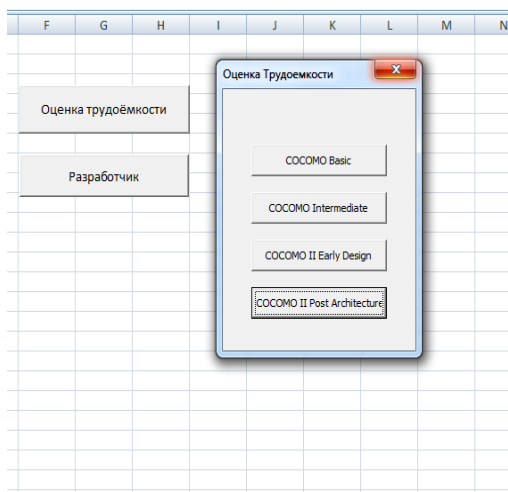 F G H I J K L M N
Оценка Трудоемкости
x
Оценка трудоёмкости
COCOMO Basic
Разработчик
COCOMO Intermediate
COCOMO II Early Design
COCOMO II Post Architecture